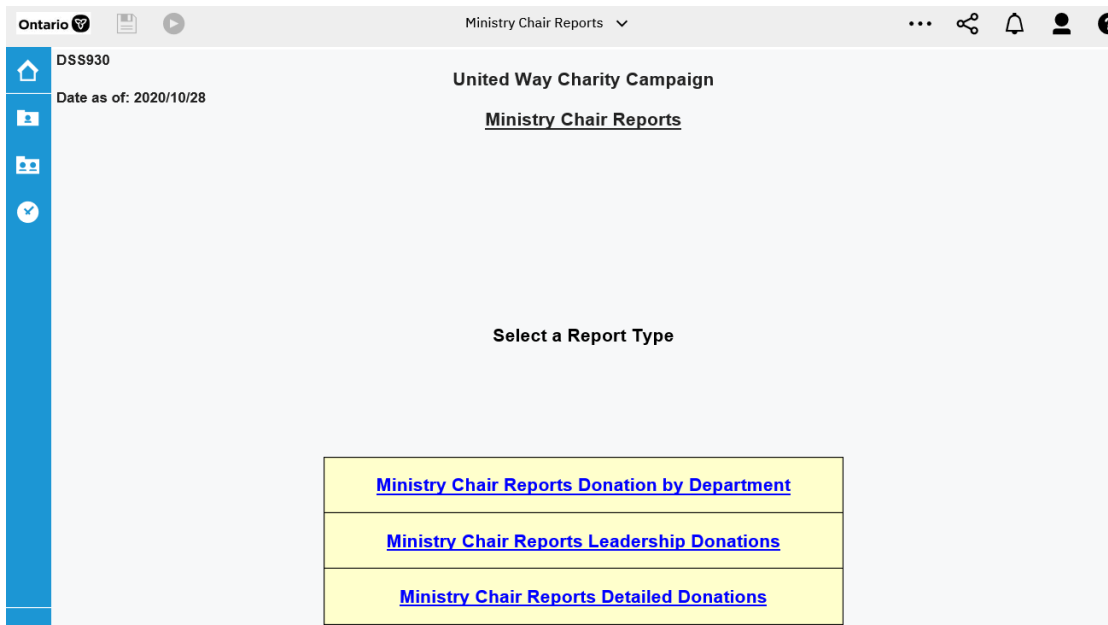 Ontario
Ministry Chair Reports
DSS930
Date as of: 2020/10/28
United Way Charity Campaign
Ministry Chair Reports
Select a Report Type
Ministry Chair Reports Donation by Department
Ministry Chair Reports Leadership Donations
Ministry Chair Reports Detailed Donations